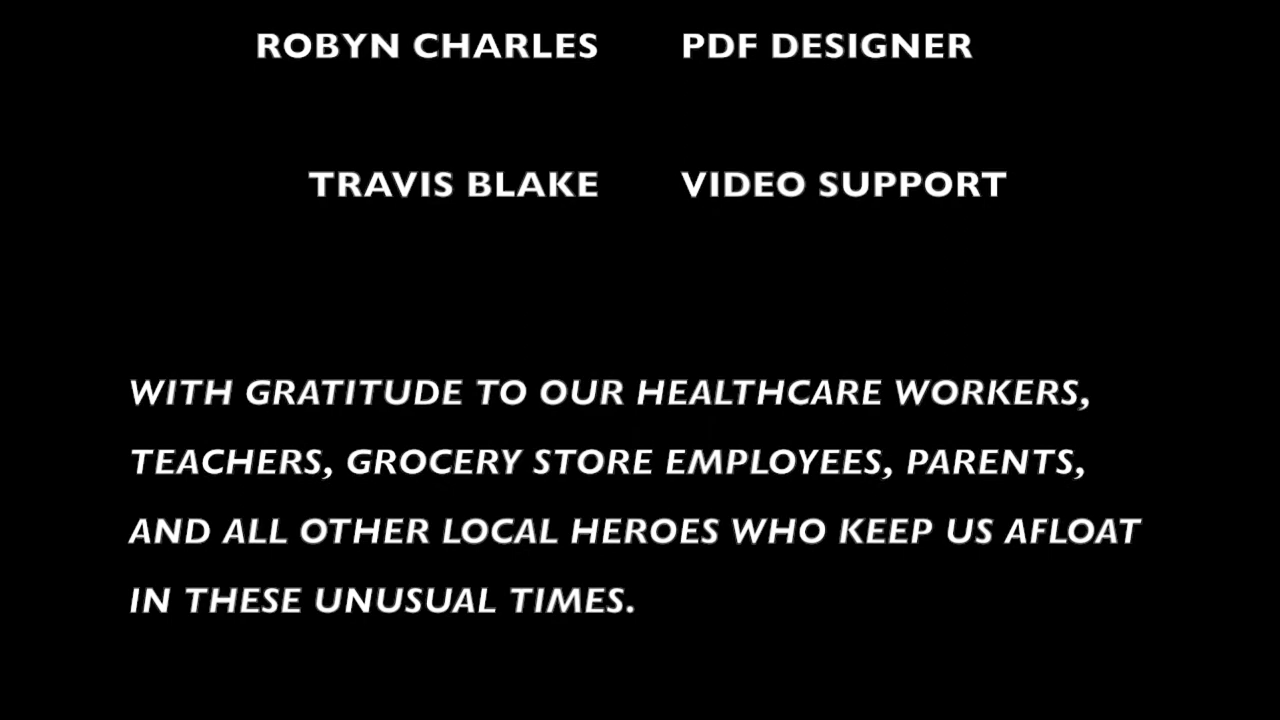 ROBYN CHARLES PDF DESIGNER
TRAVIS BLAKE VIDEO SUPPORT
WITH GRATITUDE TO OUR HEALTHCARE WORKERS,
TEACHERS, GROCERY STORE EMPLOYEES, PARENTS,
AND ALL OTHER LOCAL HEROES WHO KEEP US AFLOAT
IN THESE UNUSUAL TIMES.